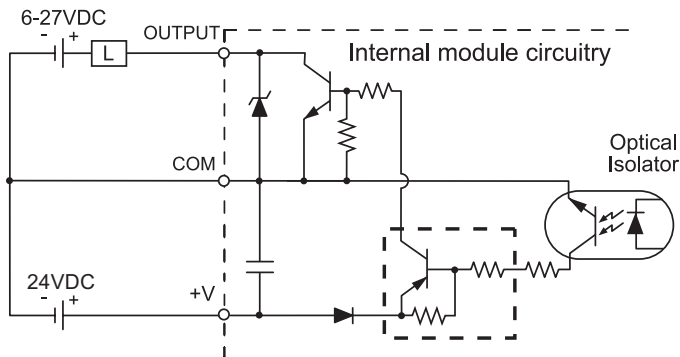 6-27VDC
- +
L
OUTPUT
Internal module circuitry
COM
Optical
Isolator
24VDC
- +
+V